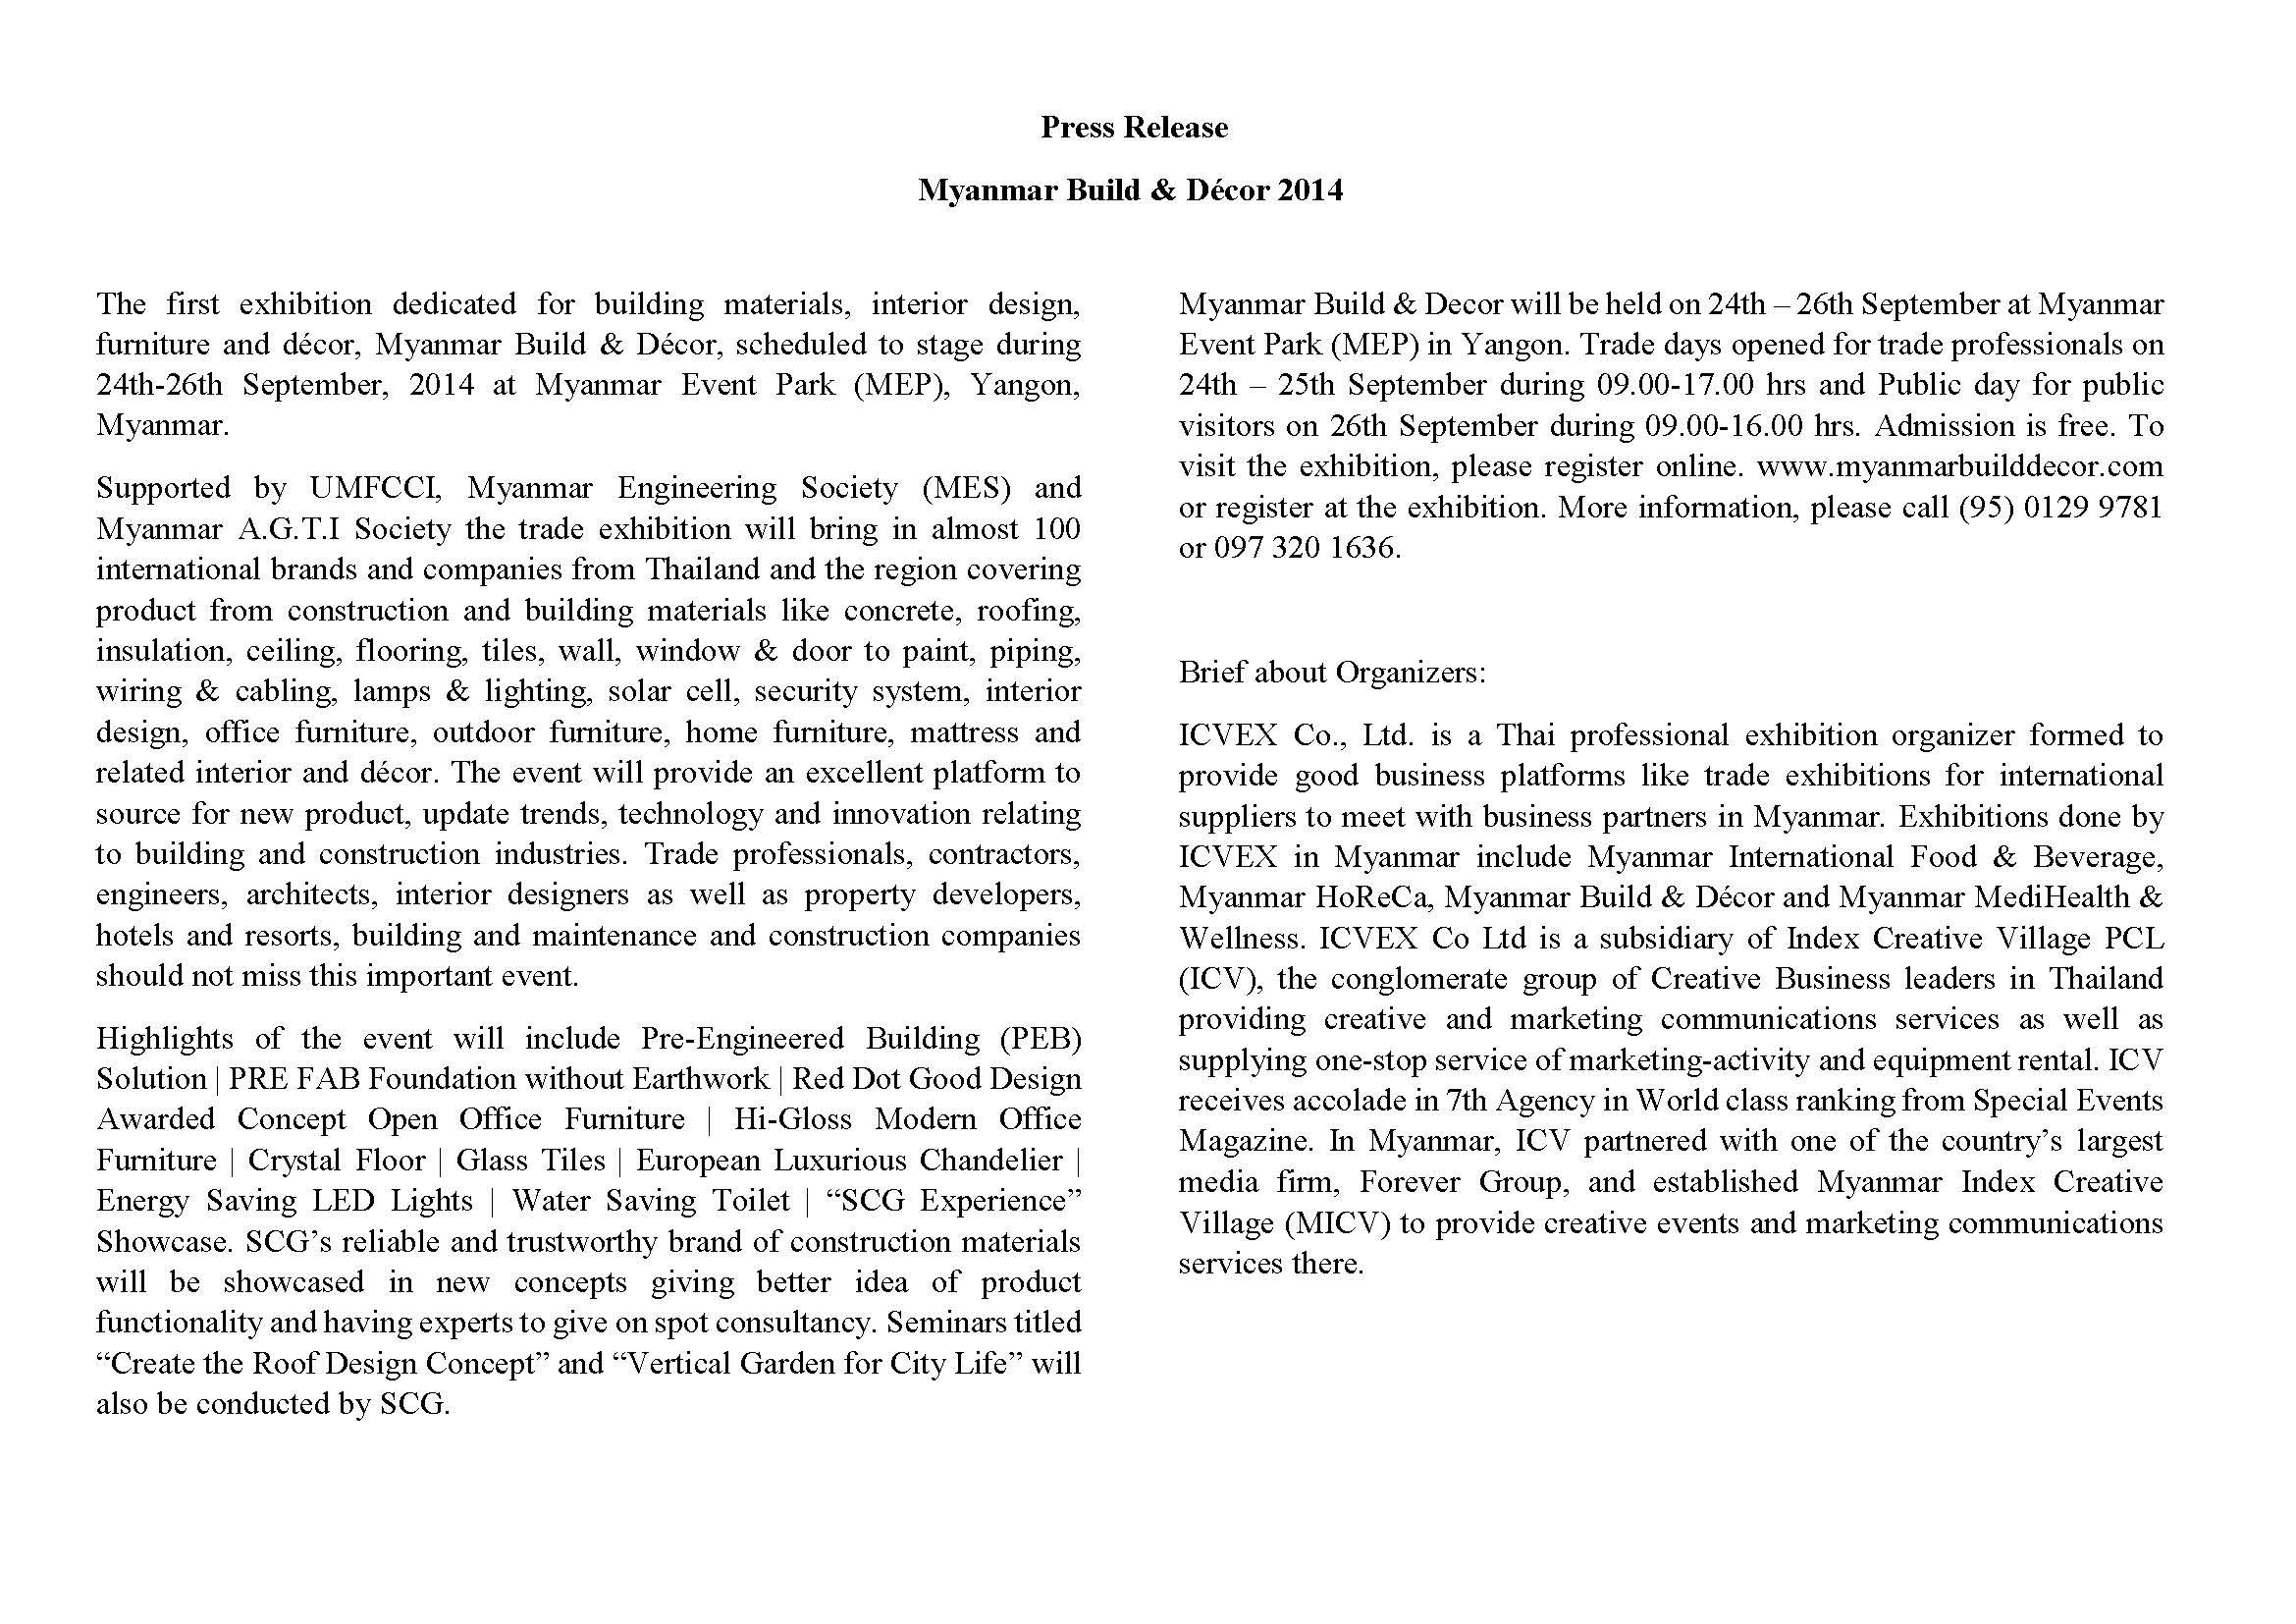 Press Release
Myanmar Build & Décor 2014
The first exhibition dedicated for building materials, interior design,
furniture and décor, Myanmar Build & Décor, scheduled to stage during
24th-26th September, 2014 at Myanmar Event Park (MEP), Yangon,
Myanmar.
Supported by UMFCCI, Myanmar Engineering Society (MES) and
Myanmar A.G.T.I Society the trade exhibition will bring in almost 100
international brands and companies from Thailand and the region covering
product from construction and building materials like concrete, roofing,
insulation, ceiling, flooring, tiles, wall, window & door to paint, piping,
wiring & cabling, lamps & lighting, solar cell, security system, interior
design, office furniture, outdoor furniture, home furniture, mattress and
related interior and décor. The event will provide an excellent platform to
source for new product, update trends, technology and innovation relating
to building and construction industries. Trade professionals, contractors,
engineers, architects, interior designers as well as property developers,
hotels and resorts, building and maintenance and construction companies
should not miss this important event.
Highlights of the event will include Pre-Engineered Building (PEB)
Solution | PRE FAB Foundation without Earthwork | Red Dot Good Design
Awarded Concept Open Office Furniture | Hi-Gloss Modern Office
Furniture | Crystal Floor | Glass Tiles | European Luxurious Chandelier |
Energy Saving LED Lights | Water Saving Toilet | “SCG Experience”
Showcase. SCG’s reliable and trustworthy brand of construction materials
will be showcased in new concepts giving better idea of product
functionality and having experts to give on spot consultancy. Seminars titled
“Create the Roof Design Concept” and “Vertical Garden for City Life” will
also be conducted by SCG.
Myanmar Build & Decor will be held on 24th – 26th September at Myanmar
Event Park (MEP) in Yangon. Trade days opened for trade professionals on
24th – 25th September during 09.00-17.00 hrs and Public day for public
visitors on 26th September during 09.00-16.00 hrs. Admission is free. To
visit the exhibition, please register online. www.myanmarbuilddecor.com
or register at the exhibition. More information, please call (95) 0129 9781
or 097 320 1636.
Brief about Organizers:
ICVEX Co., Ltd. is a Thai professional exhibition organizer formed to
provide good business platforms like trade exhibitions for international
suppliers to meet with business partners in Myanmar. Exhibitions done by
ICVEX in Myanmar include Myanmar International Food & Beverage,
Myanmar HoReCa, Myanmar Build & Décor and Myanmar MediHealth &
Wellness. ICVEX Co Ltd is a subsidiary of Index Creative Village PCL
(ICV), the conglomerate group of Creative Business leaders in Thailand
providing creative and marketing communications services as well as
supplying one-stop service of marketing-activity and equipment rental. ICV
receives accolade in 7th Agency in World class ranking from Special Events
Magazine. In Myanmar, ICV partnered with one of the country’s largest
media firm, Forever Group, and established Myanmar Index Creative
Village (MICV) to provide creative events and marketing communications
services there.